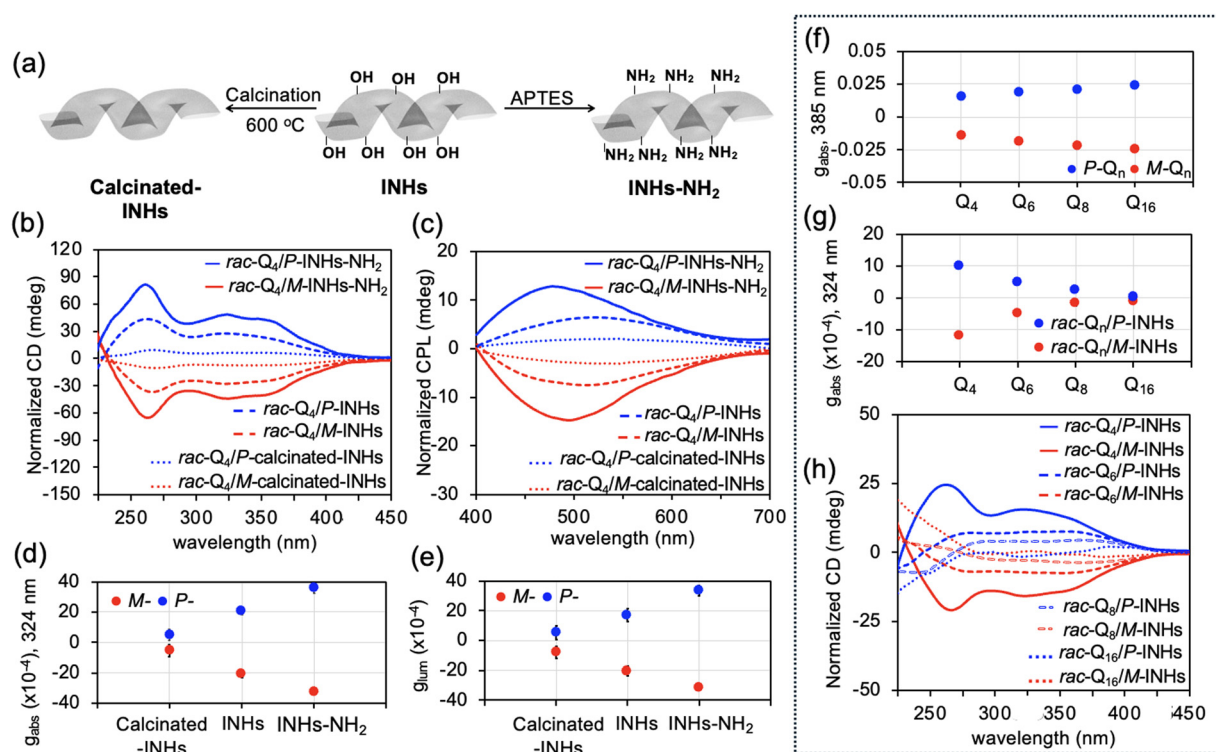 (a)
OH OH OH
NH2 NH2 NH2
Calcination
600 ºC
APTES
OH OH OH OH
NH2 NH2 NH2 NH2
Calcinated-
INHs
INHs
INHs-NH2
(b)
Normalized CD (mdeg)
120
90
60
30
0
-30
-60
-90
-120
-150
rac-Q4/P-INHs-NH2
rac-Q4/M-INHs-NH2
rac-Q4/P-INHs
rac-Q4/M-INHs
rac-Q4/P-calcinated-INHs
rac-Q4/M-calcinated-INHs
250 300 350 400 450
wavelength (nm)
(c)
Normalized CPL (mdeg)
20
10
0
-10
-20
-30
rac-Q4/P-INHs-NH2
rac-Q4/M-INHs-NH2
rac-Q4/P-INHs
rac-Q4/M-INHs
rac-Q4/P-calcinated-INHs
rac-Q4/M-calcinated-INHs
400 500 600 700
wavelength (nm)
(d)
gabs (x10-4), 324 nm
40
20
0
-20
-40
M- P-
Calcinated
-INHs
INHs
INHs-NH2
(e)
glum (x10-4)
40
20
0
-20
-40
M- P-
Calcinated
-INHs
INHs
INHs-NH2
(f)
gabs, 385 nm
0.05
0.025
0
-0.025
-0.05
P-Qn M-Qn
Q4 Q6 Q8 Q16
(g)
gabs (x10-4), 324 nm
20
10
0
-10
-20
rac-Qn/P-INHs
rac-Qn/M-INHs
Q4 Q6 Q8 Q16
(h)
Normalized CD (mdeg)
50
25
0
-25
-50
rac-Q4/P-INHs
rac-Q4/M-INHs
rac-Q6/P-INHs
rac-Q6/M-INHs
rac-Q8/P-INHs
rac-Q8/M-INHs
rac-Q16/P-INHs
rac-Q16/M-INHs
250 300 350 400 450
wavelength (nm)